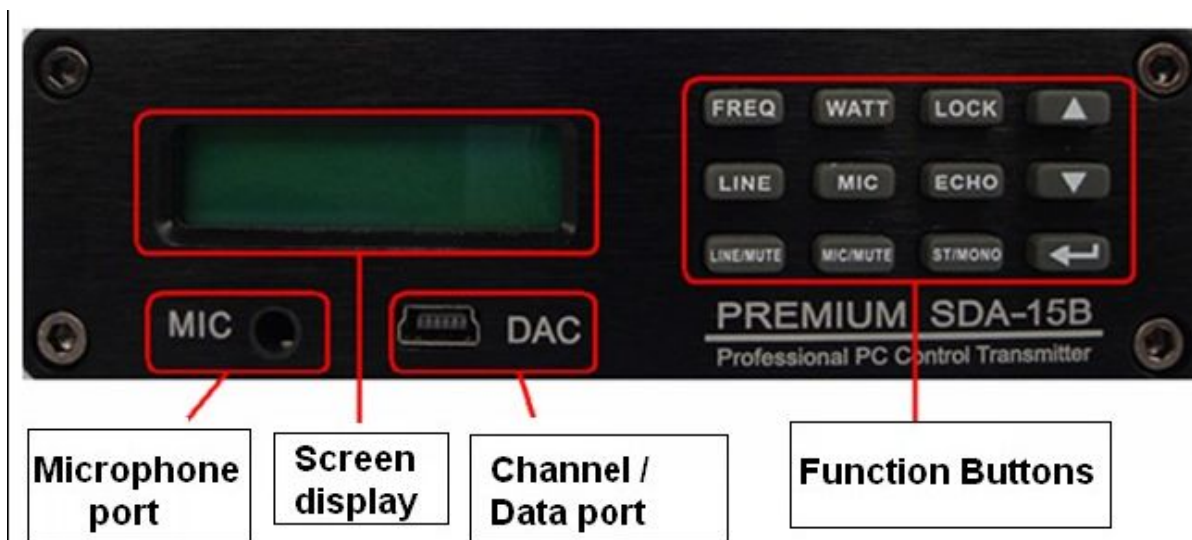 FREQ WATT LOCK
LINE MIC ECHO
LINE/MUTE MIC/MUTE ST/MONO
MIC
DAC
PREMIUM SDA-15B
Professional PC Control Transmitter
Microphone
port
Screen
display
Channel /
Data port
Function Buttons